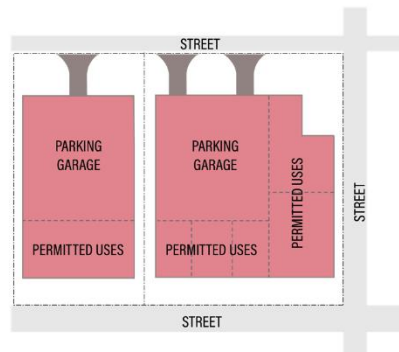 STREET
PARKING
GARAGE
PARKING
GARAGE
PERMITTED USES
STREET
PERMITTED USES
PERMITTED USES
STREET